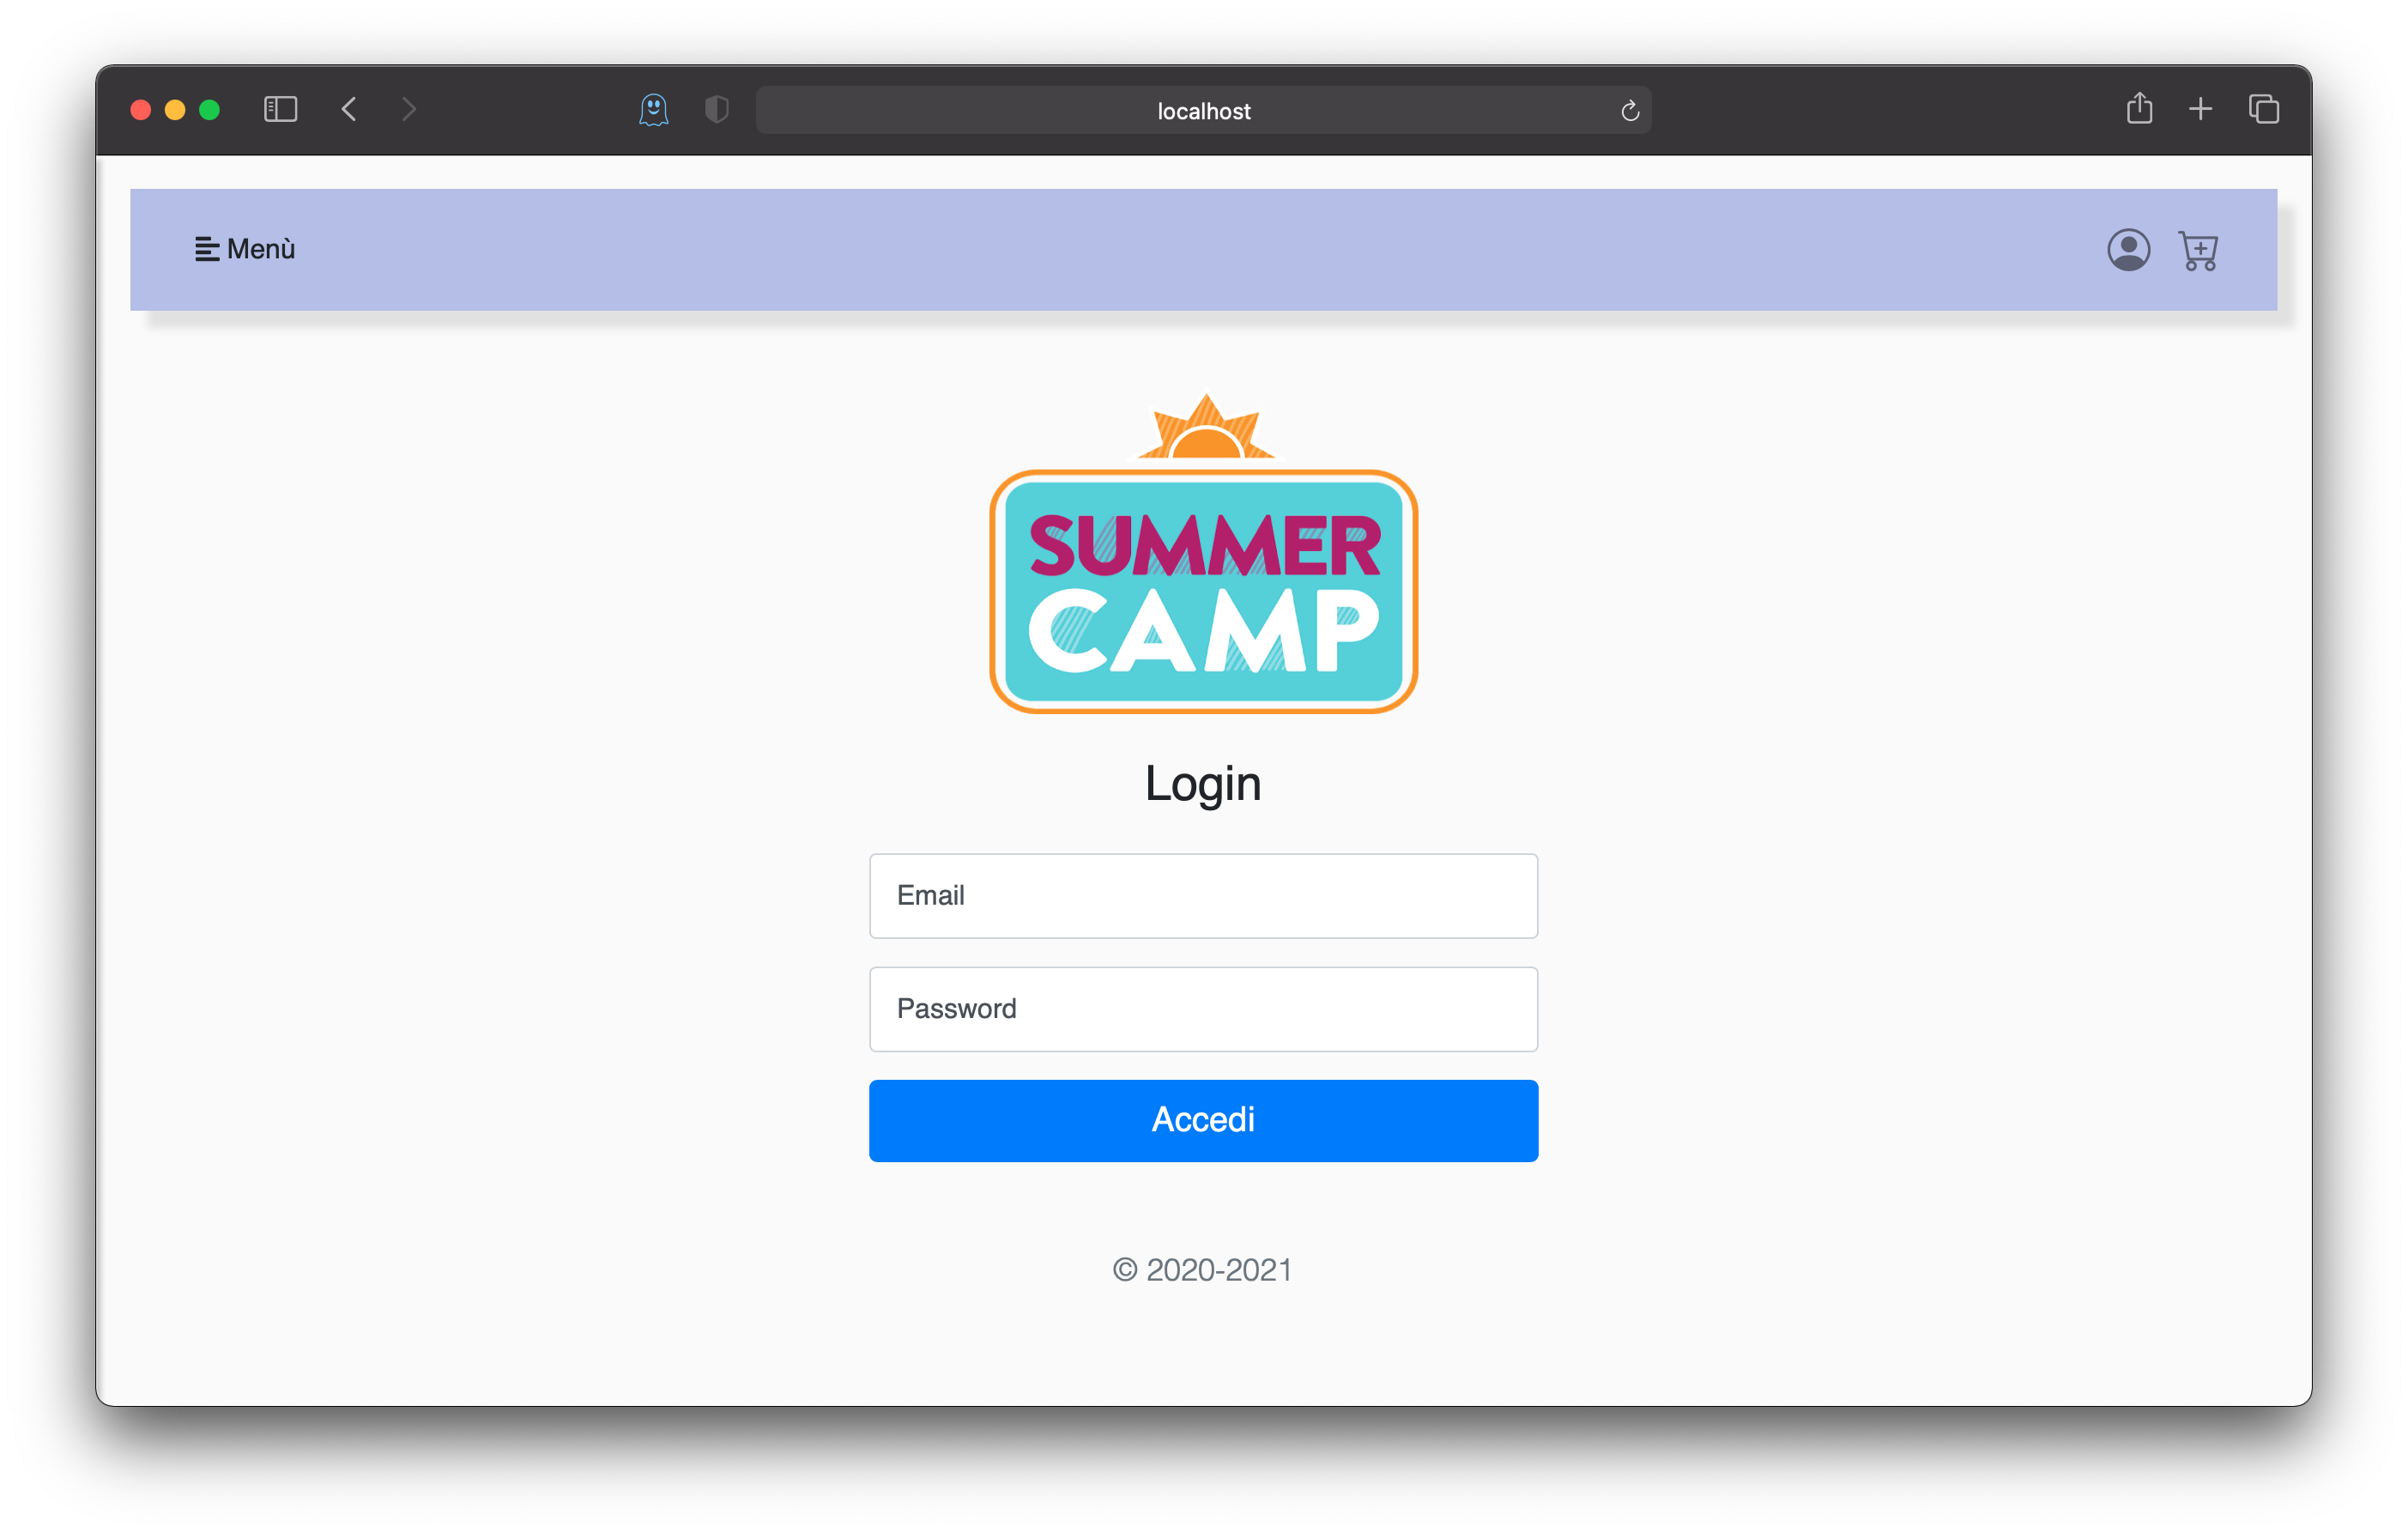 localhost
Menù
SUMMER
CAMP
Login
Email
Password
Accedi
© 2020-2021